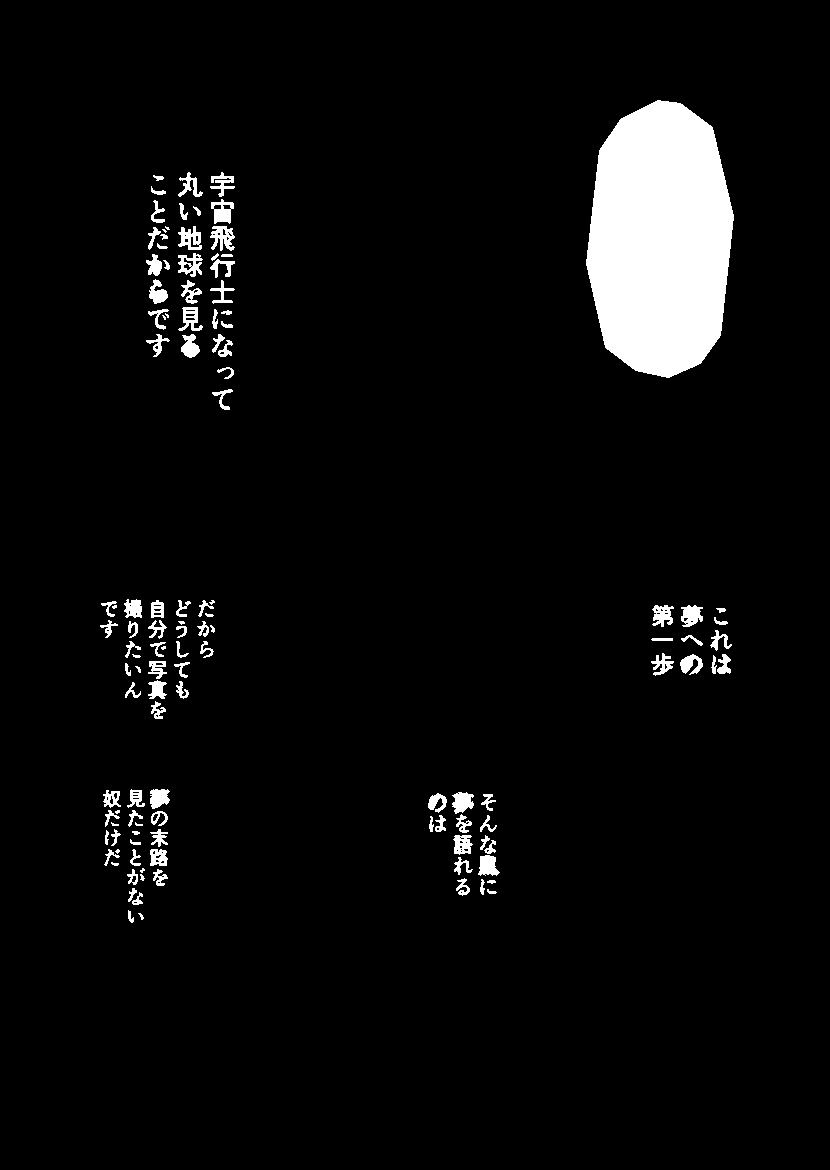 宇宙飛行士になって
丸い地球を見る
ことだからです
これは
夢への
第一歩
だから
どうしても
自分で写真を
撮りたいん
です
そんな風に
夢を語れる
のは
夢の末路を
見たことがない
奴だけだ